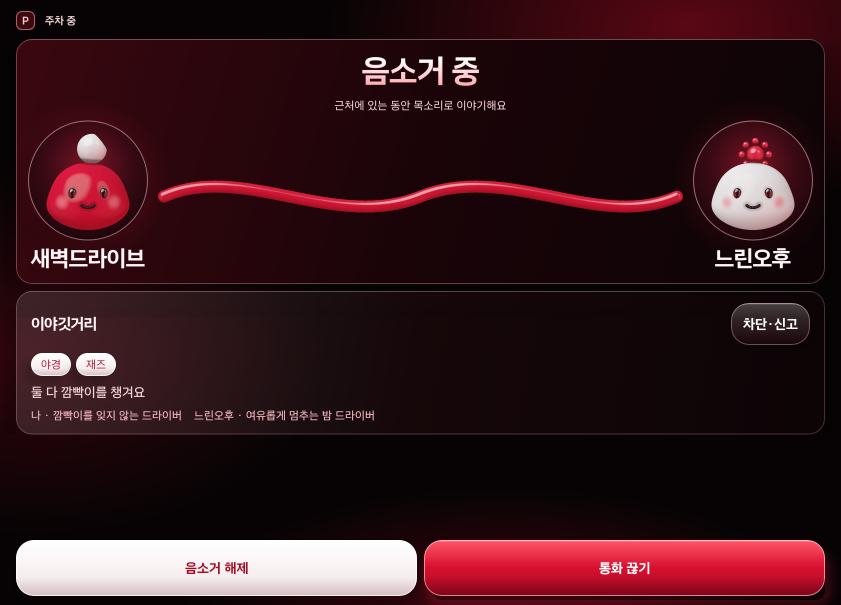 P 주차 중
음소거 중
근처에 있는 동안 목소리로 이야기해요
새벽드라이브
느린오후
이야깃거리
차단·신고
야경 재즈
둘 다 깜빡이를 챙겨요
나 · 깜빡이를 잊지 않는 드라이버 느린오후 · 여유롭게 멈추는 밤 드라이버
음소거 해제
통화 끊기